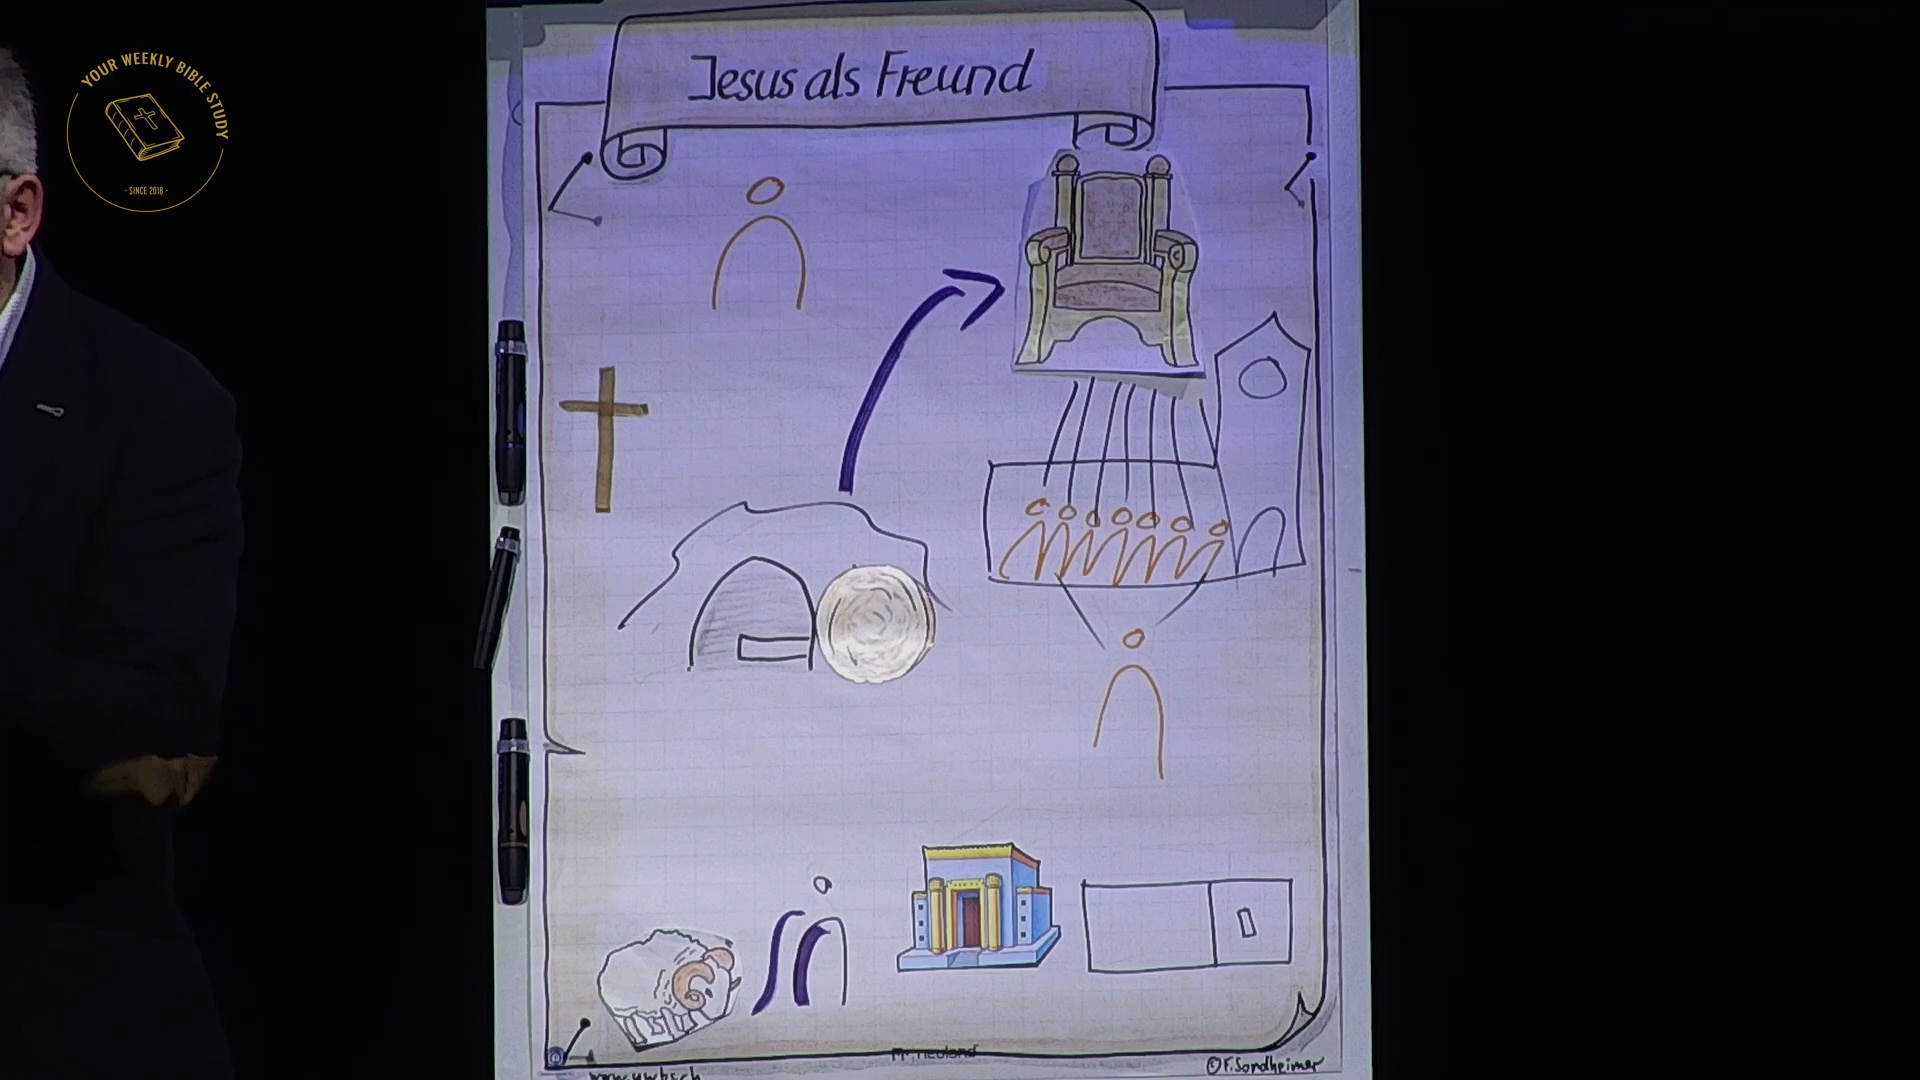 YOUR WEEKLY BIBLE STUDY
- SINCE 2018 -
Jesus als Freund
©F.Sondheimer